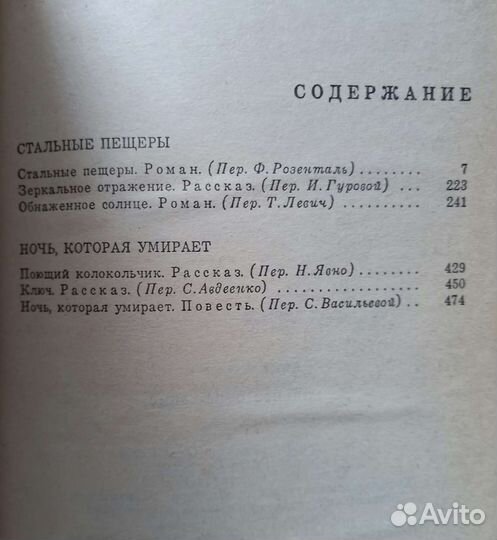 СОДЕРЖАНИЕ
СТАЛЬНЫЕ ПЕЩЕРЫ
Стальные пещеры. Роман. (Пер. Ф. Розенталь) ........ 7
Зеркальное отражение. Рассказ. (Пер. И. Гуровой) ... 223
Обнаженное солнце. Роман. (Пер. Т. Левич) .......... 241
НОЧЬ, КОТОРАЯ УМИРАЕТ
Поющий колокольчик. Рассказ. (Пер. Н. Явно) ........ 429
Ключ. Рассказ. (Пер. С. Авдеенко) .................. 450
Ночь, которая умирает. Повесть. (Пер. С. Васильевой) .. 474
Avito